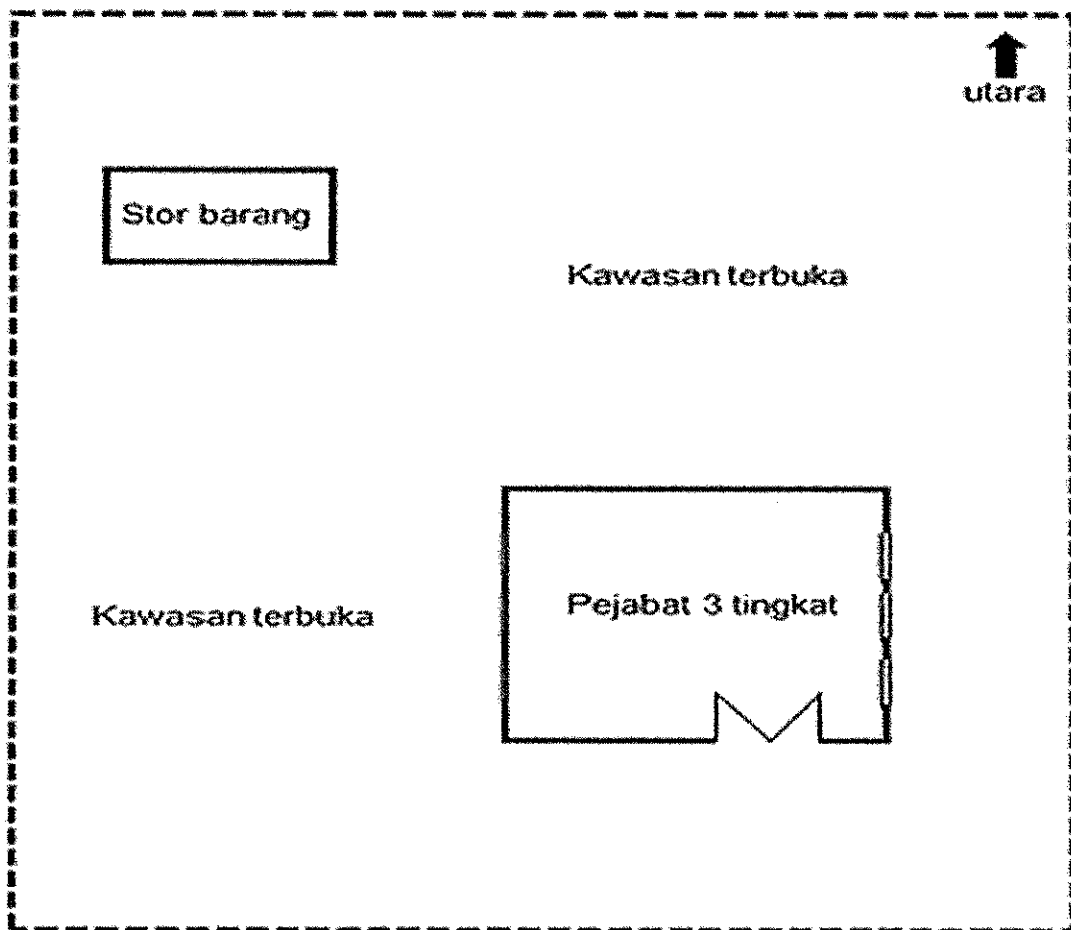 utara
Stor barang
Kawasan terbuka
Pejabat 3 tingkat
Kawasan terbuka